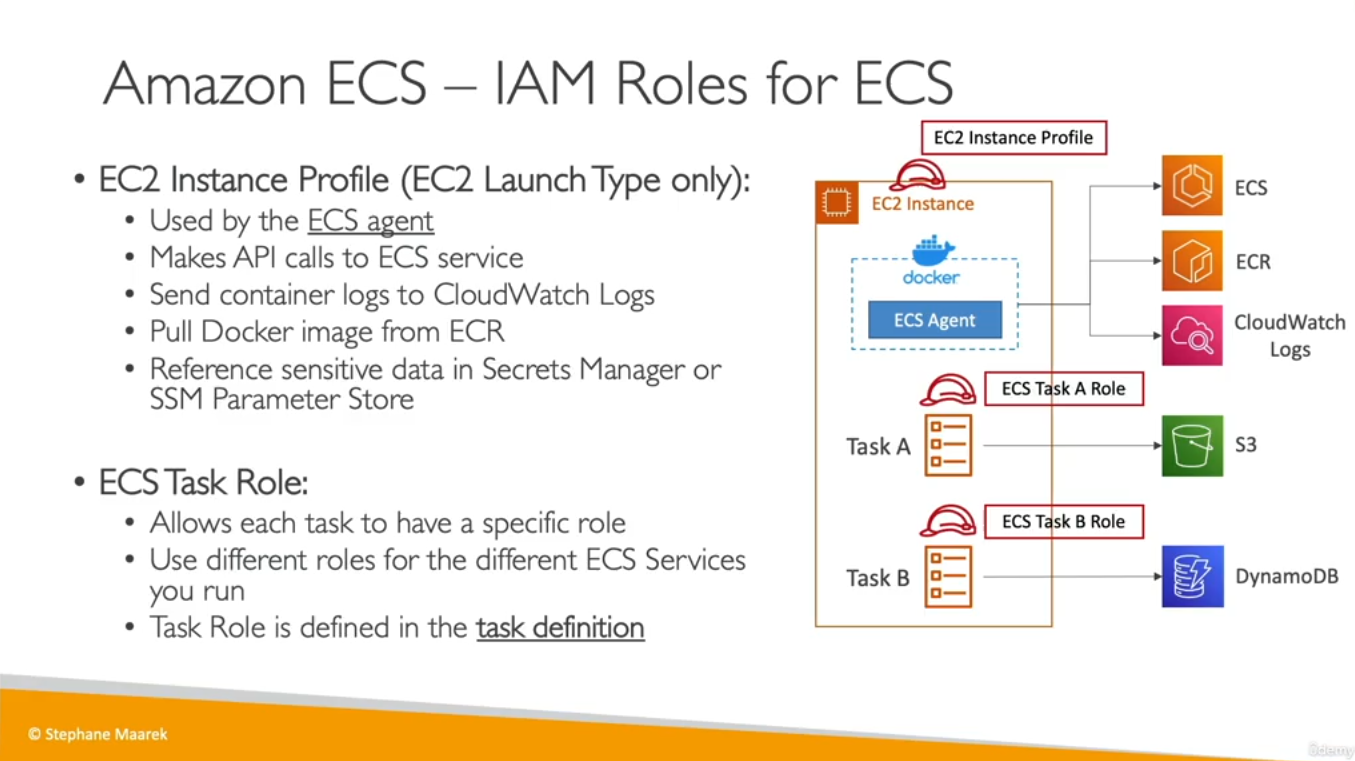 Amazon ECS – IAM Roles for ECS
• EC2 Instance Profile (EC2 Launch Type only):
• Used by the ECS agent
• Makes API calls to ECS service
• Send container logs to CloudWatch Logs
• Pull Docker image from ECR
• Reference sensitive data in Secrets Manager or
SSM Parameter Store
• ECS Task Role:
• Allows each task to have a specific role
• Use different roles for the different ECS Services
you run
• Task Role is defined in the task definition
EC2 Instance Profile
EC2 Instance
docker
ECS Agent
ECS
ECR
CloudWatch
Logs
ECS Task A Role
Task A
S3
ECS Task B Role
Task B
DynamoDB
© Stephane Maarek
ûdemy